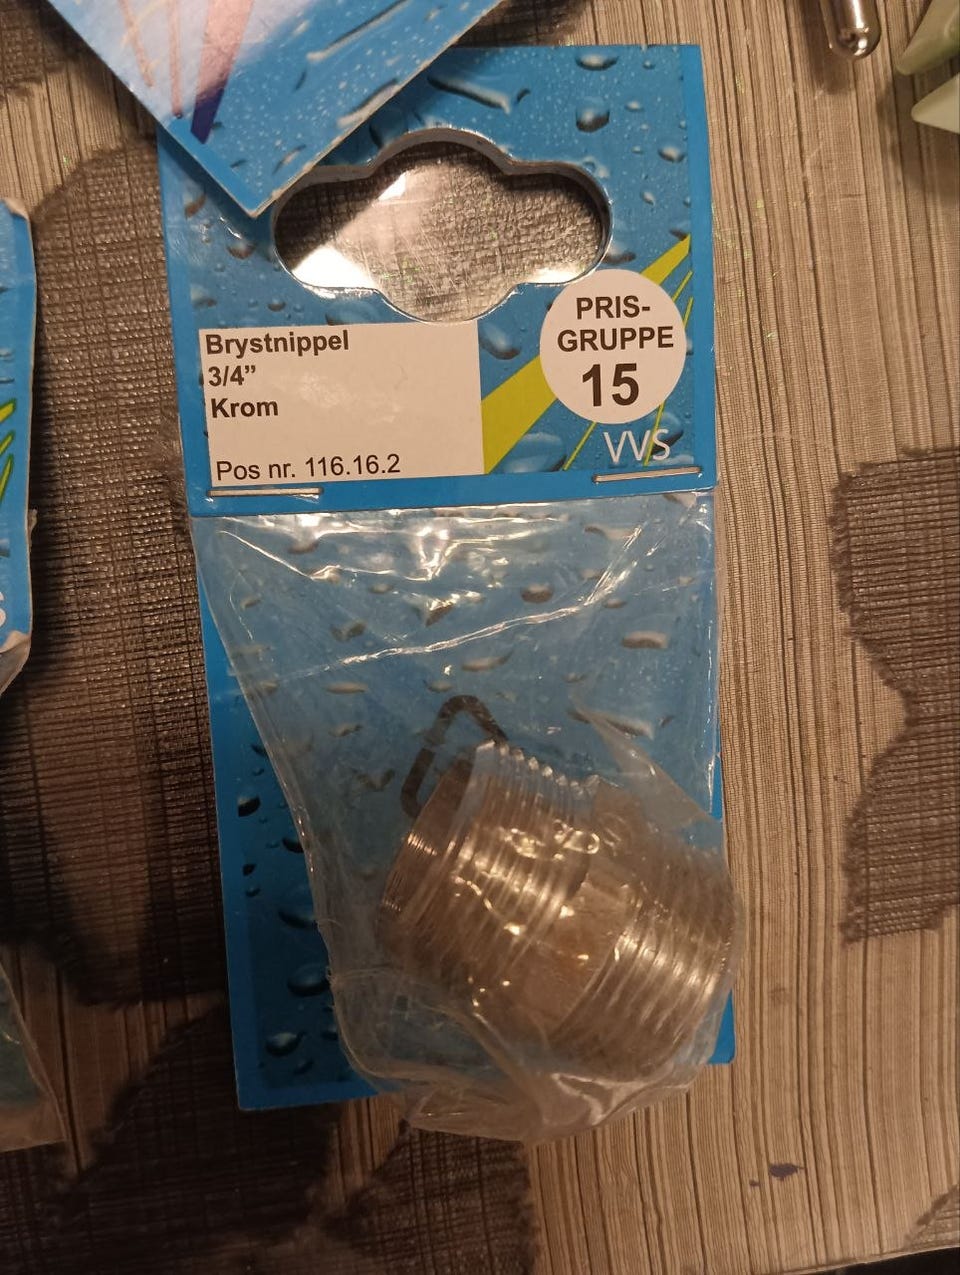 Brystnippel
3/4”
Krom
Pos nr. 116.16.2
PRIS-
GRUPPE
15
VVS